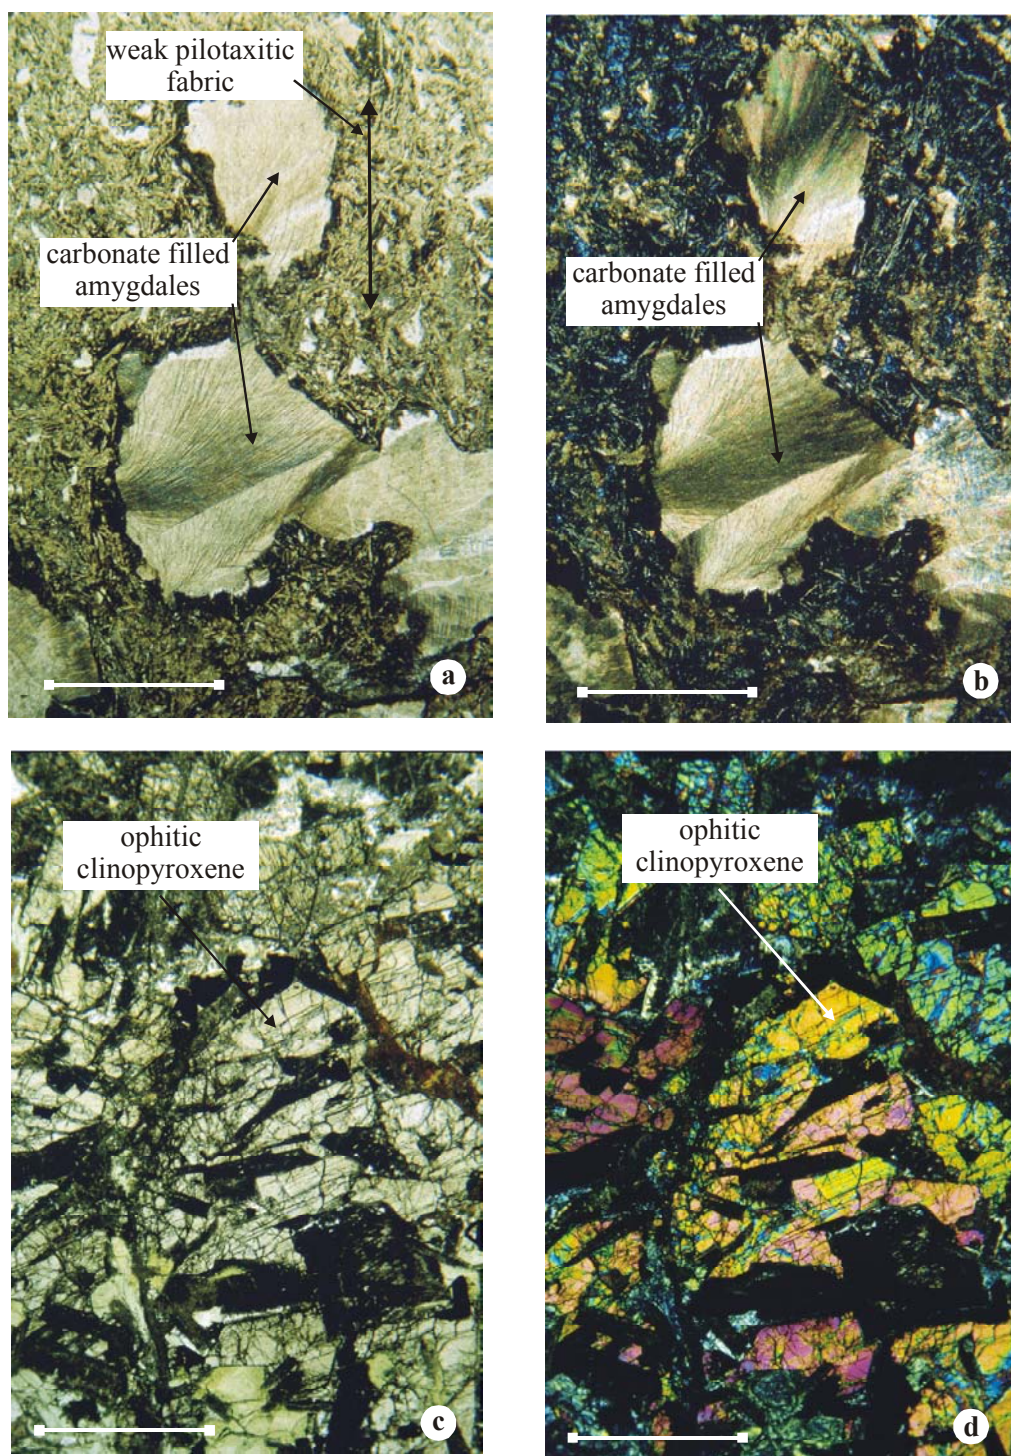 weak pilotaxitic
fabric
carbonate filled
amygdales
a
carbonate filled
amygdales
b
ophitic
clinopyroxene
c
ophitic
clinopyroxene
d